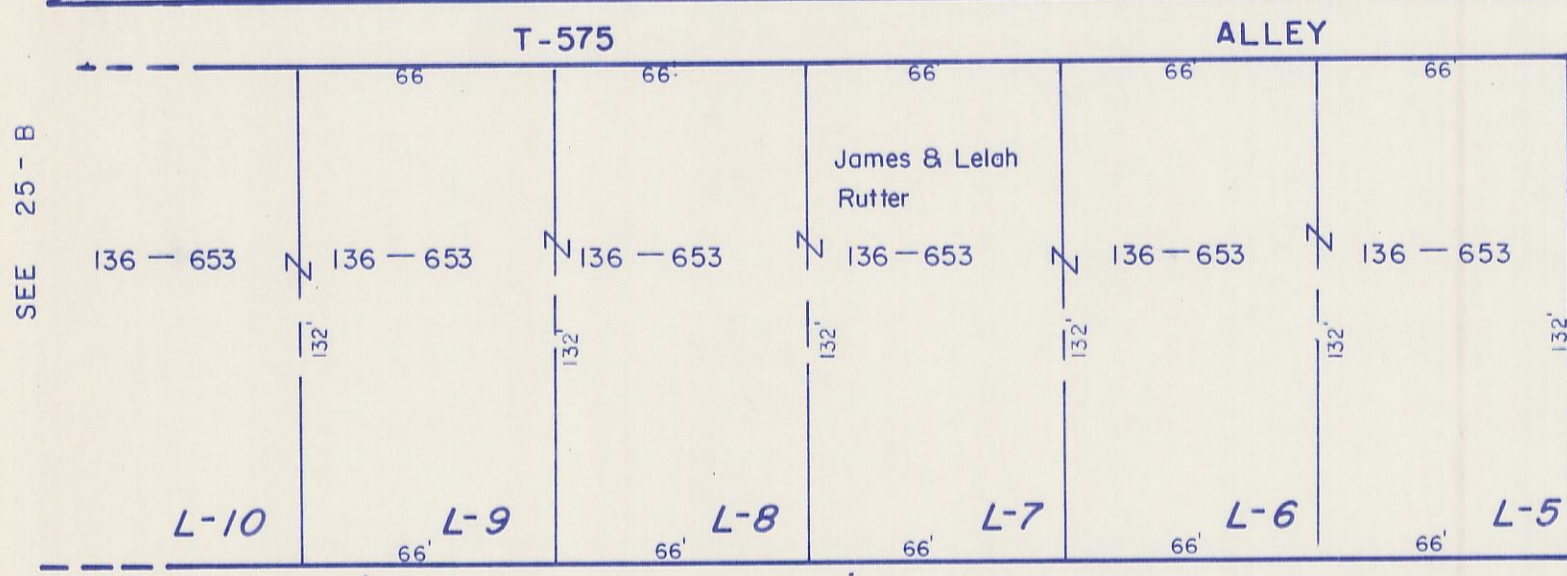 T-575 ALLEY
66 66' 66' 66' 66'
SEE 25-B
James & Lelah
Rutter
136 — 653 136 — 653 136 — 653 136 — 653 136 — 653 136 — 653
132' 132' 132' 132' 132' 132'
L-10 L-9 L-8 L-7 L-6 L-5
66' 66' 66' 66' 66'